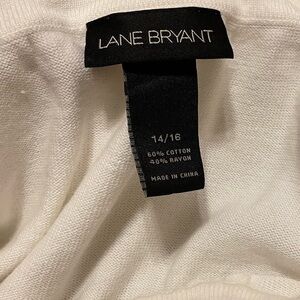 LANE BRYANT
14/16
60% COTTON
40% RAYON
MADE IN CHINA